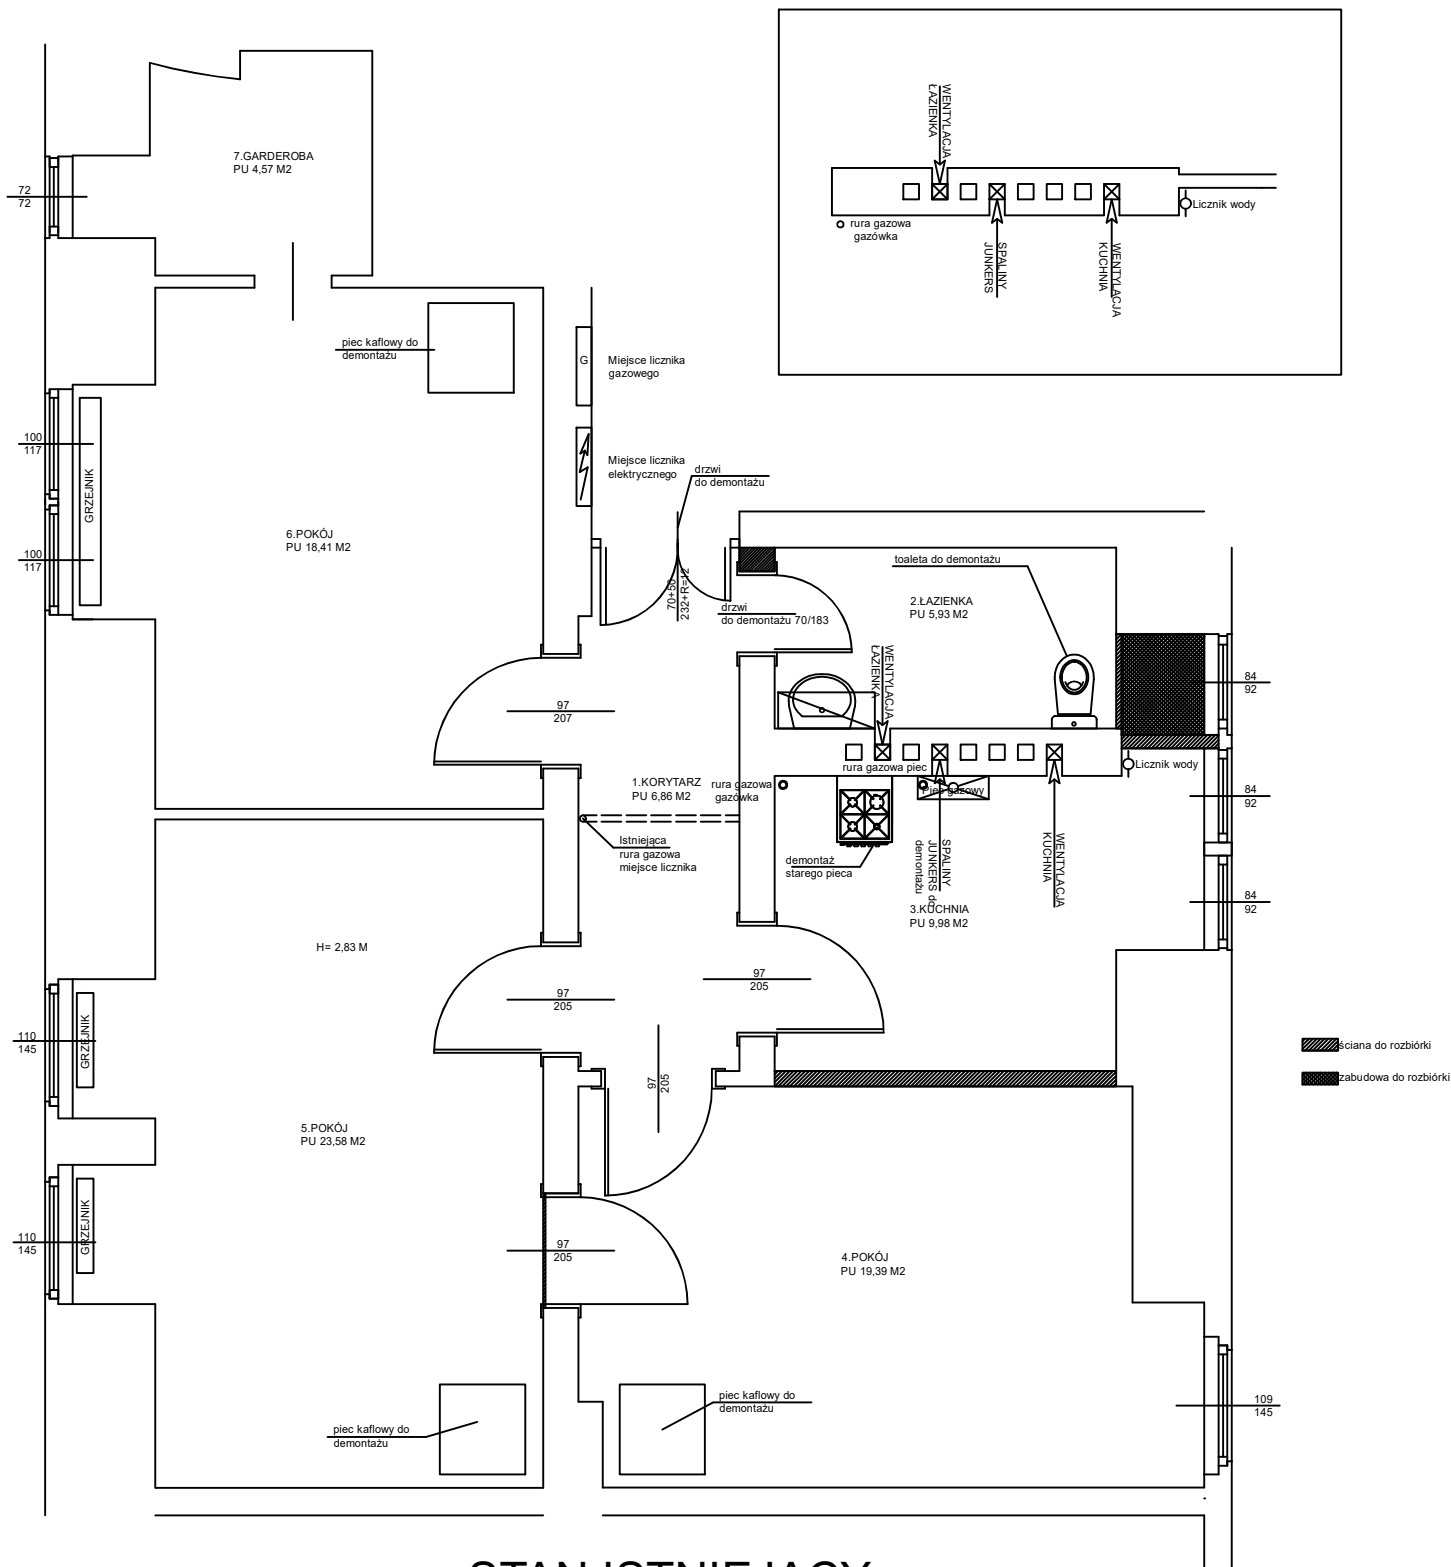 WENTYLACJA
ŁAZIENKA
rura gazowa
gazówka
SPALINY
JUNKERS
WENTYLACJA
KUCHNIA
Licznik wody
7.GARDEROBA
PU 4,57 M2
72
72
piec kaflowy do
demontażu
G
Miejsce licznika
gazowego
100
117
GRZEJNIK
Miejsce licznika
elektrycznego
drzwi
do demontażu
6.POKÓJ
PU 18,41 M2
100
117
70+50
232+R=12
drzwi
do demontażu 70/183
toaleta do demontażu
2.ŁAZIENKA
PU 5,93 M2
WENTYLACJA
ŁAZIENKA
84
92
97
207
1.KORYTARZ
PU 6,86 M2
rura gazowa
gazówka
rura gazowa piec
Piec gazowy
Licznik wody
84
92
Istniejąca
rura gazowa
miejsce licznika
demontaż
starego pieca
SPALINY
JUNKERS do
demontażu
WENTYLACJA
KUCHNIA
84
92
3.KUCHNIA
PU 9,98 M2
H= 2,83 M
97
205
97
205
110
145
GRZEJNIK
97
205
ściana do rozbiórki
zabudowa do rozbiórki
5.POKÓJ
PU 23,58 M2
110
145
GRZEJNIK
97
205
4.POKÓJ
PU 19,39 M2
piec kaflowy do
demontażu
piec kaflowy do
demontażu
109
145
STAN ISTNIEJĄCY